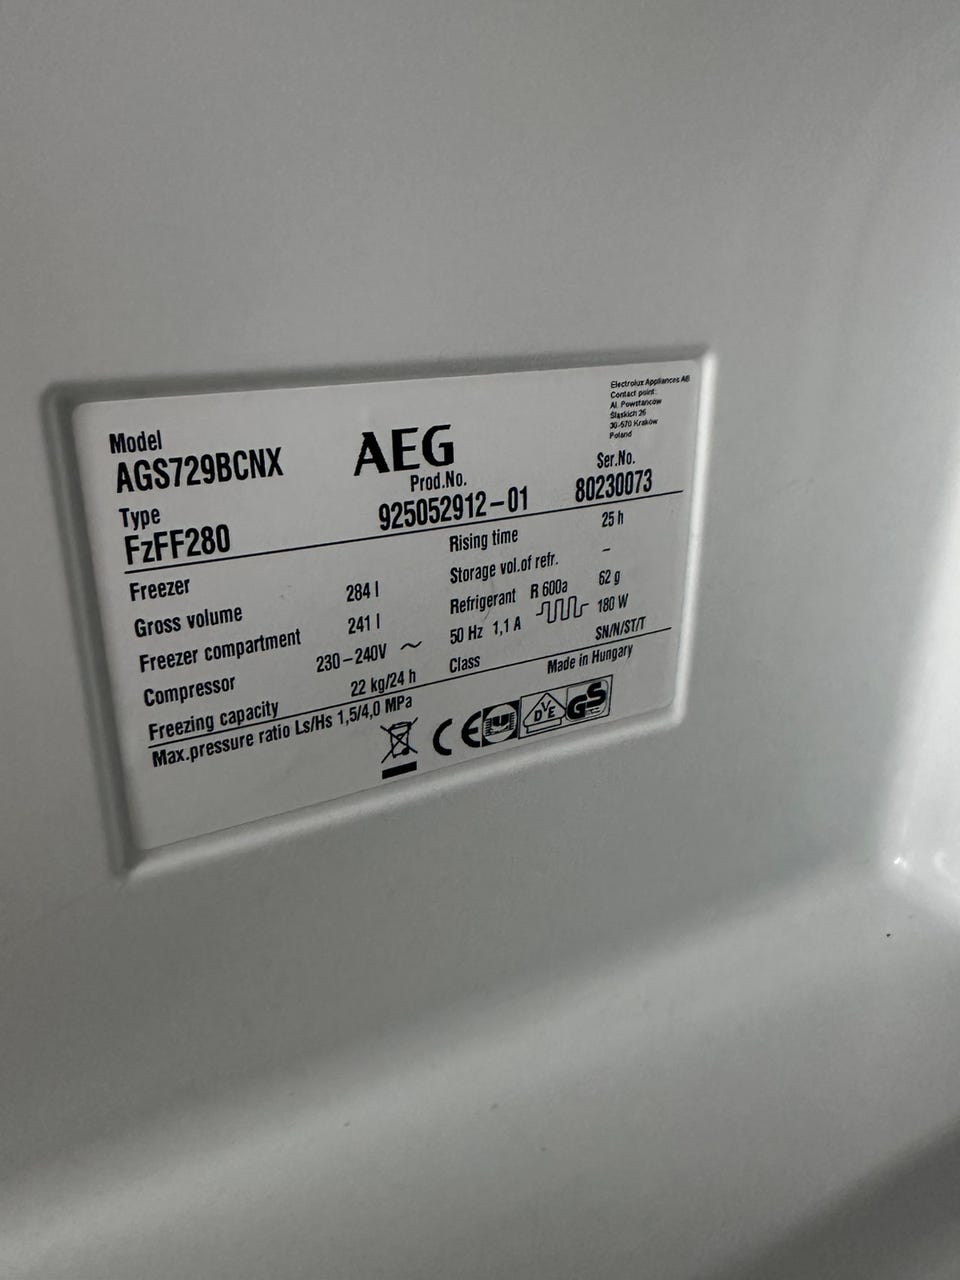 Electrolux Appliances AB
Contact point:
Al. Powstańców
Śląskich 26
30-570 Kraków
Poland
Model
AGS729BCNX
AEG
Type
FzFF280
Prod.No.
925052912-01
Ser.No.
80230073
Freezer
Rising time 25 h
Gross volume 284 l
Storage vol.of refr. –
Freezer compartment 241 l
Refrigerant R 600a 62 g
Compressor 230-240V ~ 50 Hz 1,1 A 180 W
Freezing capacity 22 kg/24 h
Class SN/N/ST/T
Max.pressure ratio Ls/Hs 1,5/4,0 MPa
Made in Hungary
CE
DVE
GS